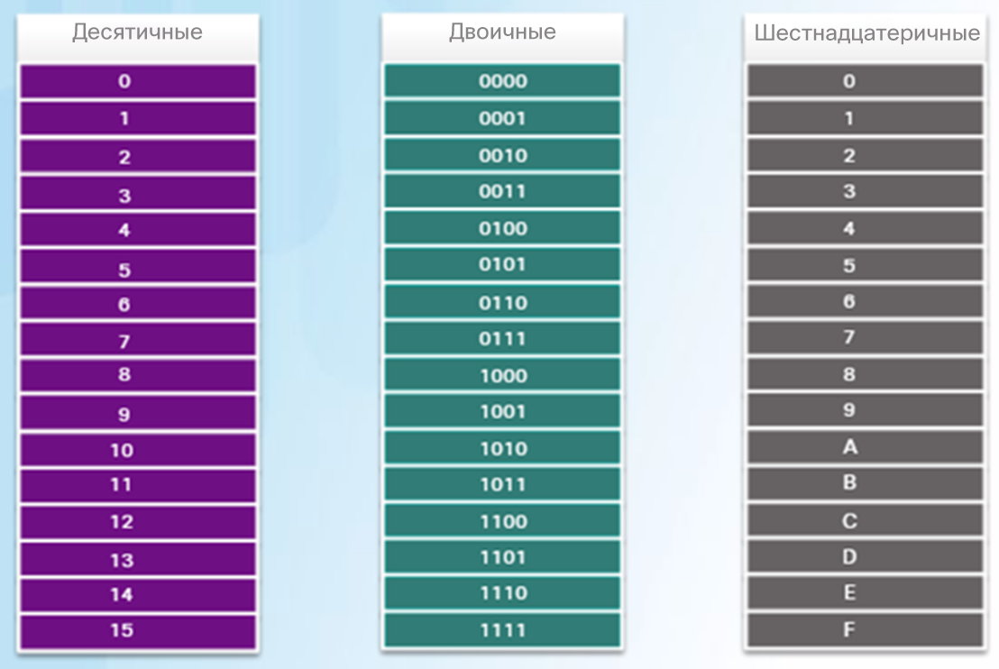 Десятичные Двоичные Шестнадцатеричные
0 0000 0
1 0001 1
2 0010 2
3 0011 3
4 0100 4
5 0101 5
6 0110 6
7 0111 7
8 1000 8
9 1001 9
10 1010 A
11 1011 B
12 1100 C
13 1101 D
14 1110 E
15 1111 F